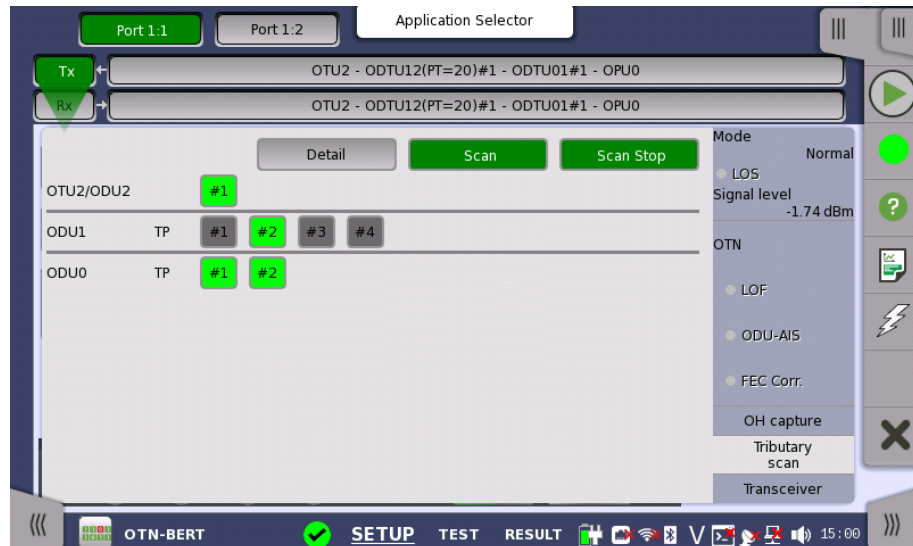 Application Selector
Port 1:1
Port 1:2
Tx
OTU2 - ODTU12(PT=20)#1 - ODTU01#1 - OPU0
Rx
OTU2 - ODTU12(PT=20)#1 - ODTU01#1 - OPU0
Detail
Scan
Scan Stop
OTU2/ODU2 #1
ODU1 TP #1 #2 #3 #4
ODU0 TP #1 #2
Mode
Normal
LOS
Signal level
-1.74 dBm
OTN
LOF
ODU-AIS
FEC Corr.
OH capture
Tributary
scan
Transceiver
OTN-BERT
SETUP
TEST
RESULT
15:00